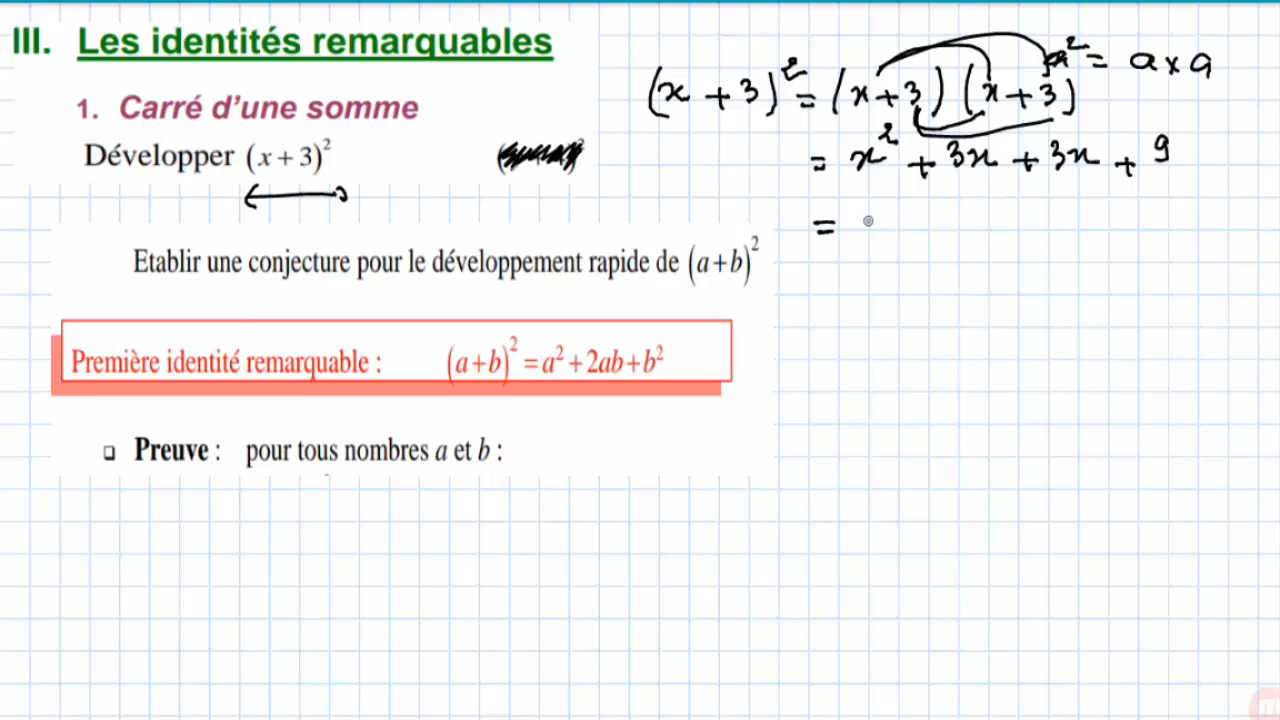 III. Les identités remarquables
1. Carré d'une somme
Développer (x + 3)²
(x + 3)² = (x + 3) (x + 3)
a² = a × a
= x² + 3x + 3x + 9
=
Etablir une conjecture pour le développement rapide de (a+b)²
Première identité remarquable : (a+b)² = a² + 2ab + b²
❑ Preuve : pour tous nombres a et b :